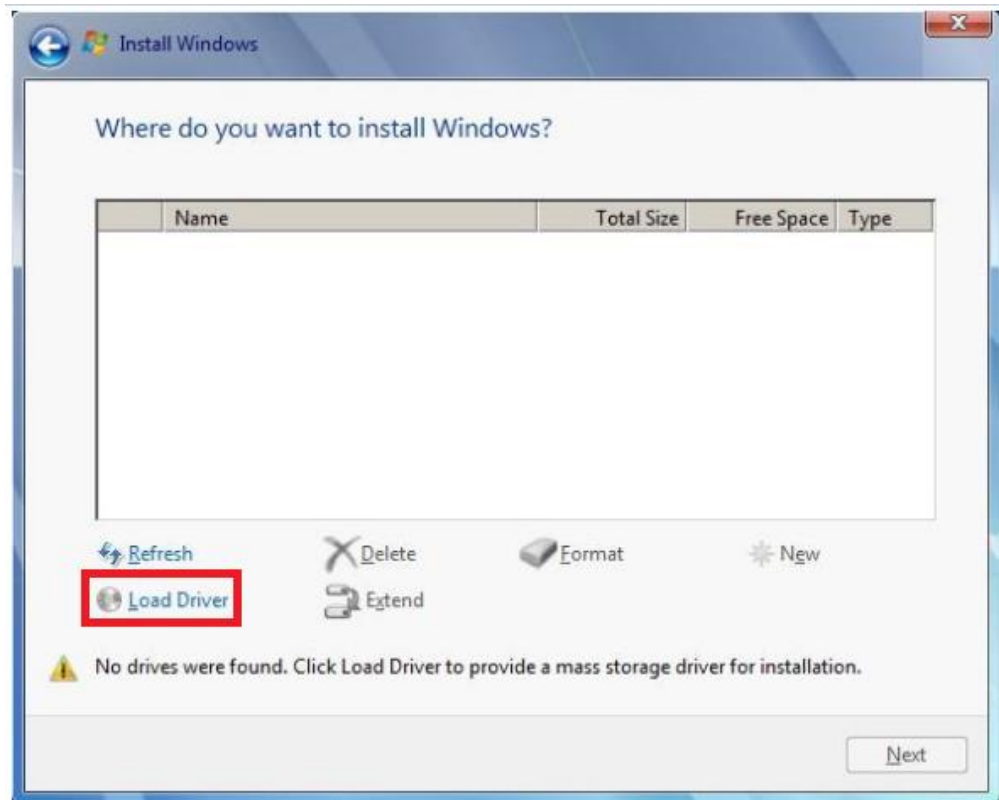 Install Windows
Where do you want to install Windows?
Name Total Size Free Space Type
Refresh Delete Format New
Load Driver Extend
No drives were found. Click Load Driver to provide a mass storage driver for installation.
Next